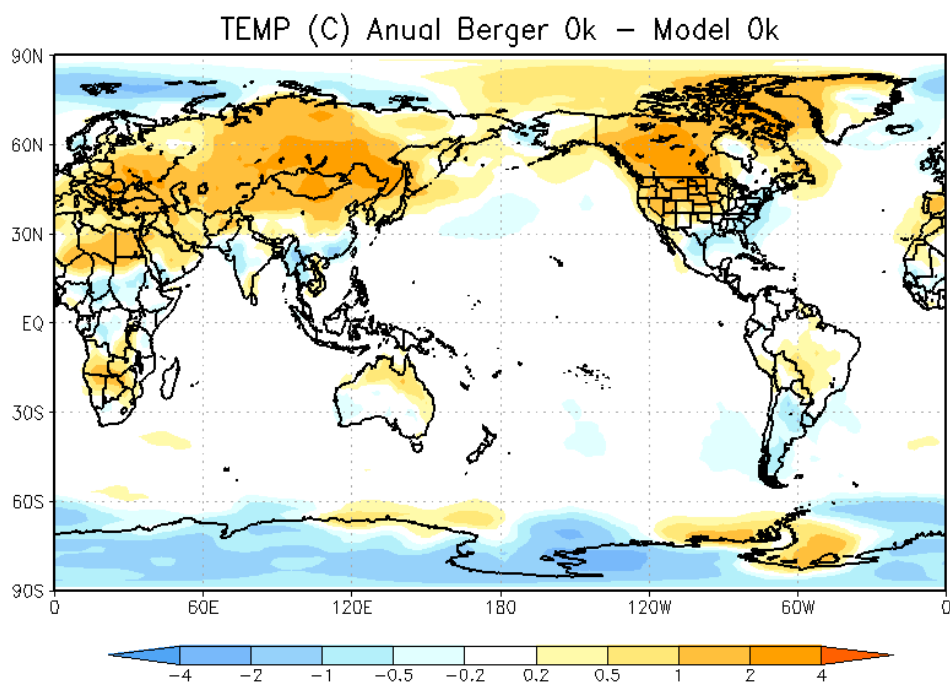 TEMP (C) Anual Berger 0k – Model 0k
90N
60N
30N
EQ
30S
60S
90S
0 60E 120E 180 120W 60W 0
-4 -2 -1 -0.5 -0.2 0.2 0.5 1 2 4